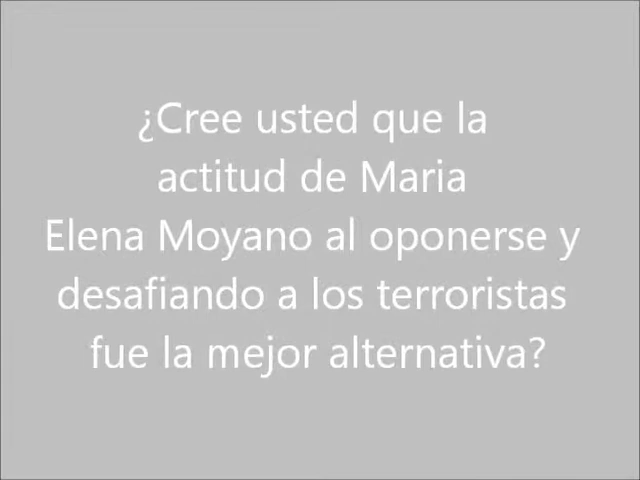 ¿Cree usted que la
actitud de Maria
Elena Moyano al oponerse y
desafiando a los terroristas
fue la mejor alternativa?